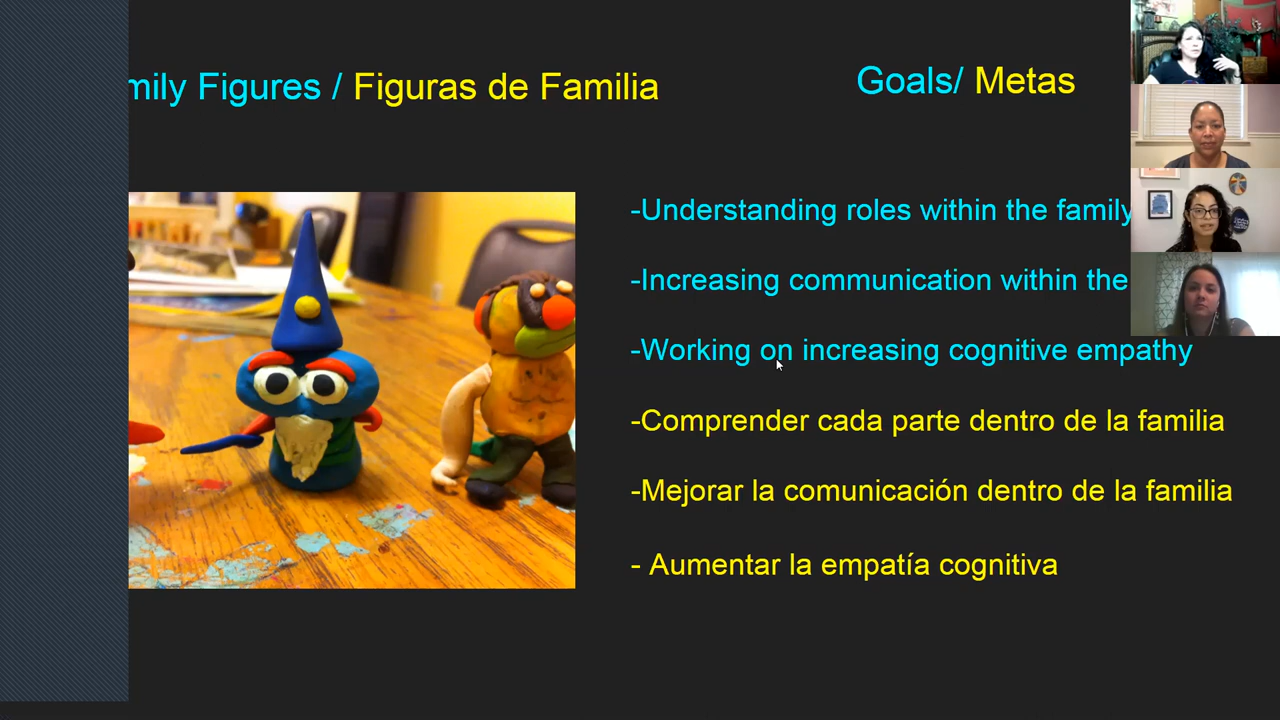 mily Figures / Figuras de Familia
Goals/ Metas
-Understanding roles within the family
-Increasing communication within the
-Working on increasing cognitive empathy
-Comprender cada parte dentro de la familia
-Mejorar la comunicación dentro de la familia
- Aumentar la empatía cognitiva